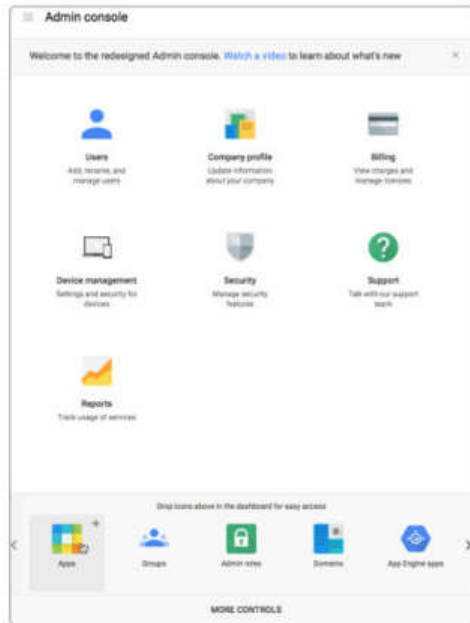 Admin console
Welcome to the redesigned Admin console. Watch a video to learn about what's new ×
Users
Add, rename, and
manage users
Company profile
Update information
about your company
Billing
View charges and
manage licenses
Device management
Settings and security for
devices
Security
Manage security
features
Support
Talk with our support
team
Reports
Track usage of services
Drop icons above in the dashboard for easy access
Apps
Groups
Admin roles
Domains
App Engine apps
MORE CONTROLS